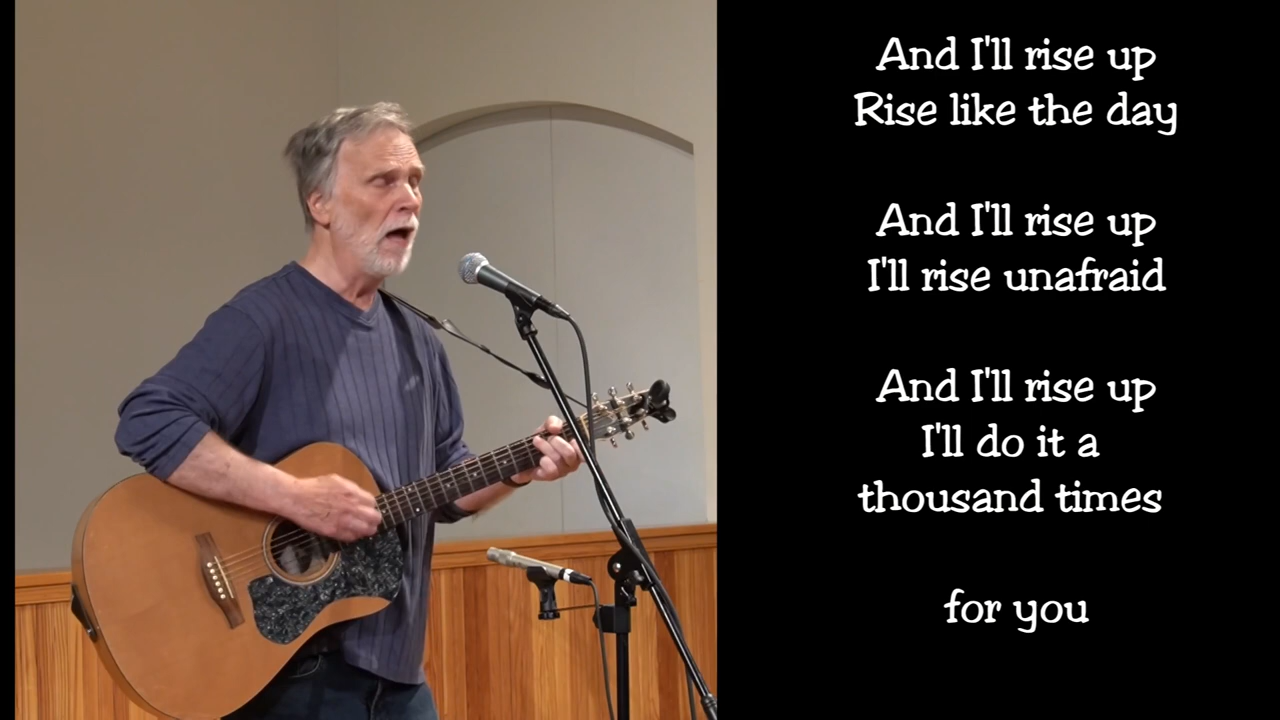 And I'll rise up
Rise like the day
And I'll rise up
I'll rise unafraid
And I'll rise up
I'll do it a
thousand times
for you